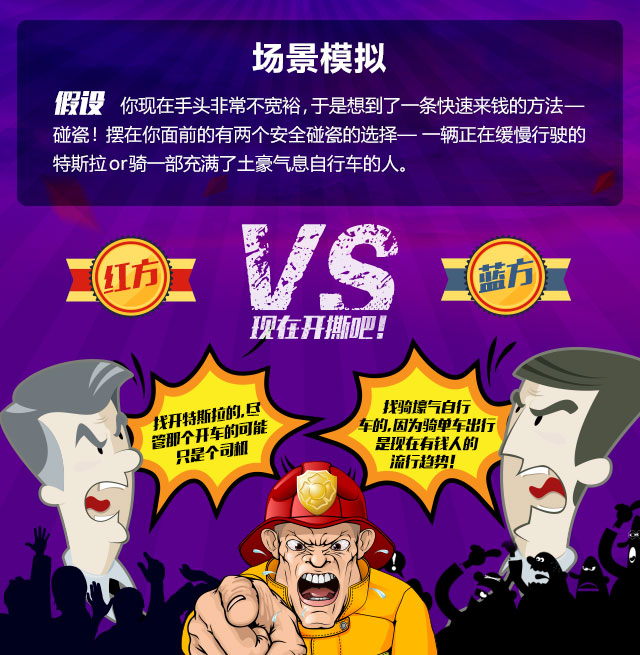 场景模拟
假设 你现在手头非常不宽裕，于是想到了一条快速来钱的方法—
碰瓷！摆在你面前的有两个安全碰瓷的选择— 一辆正在缓慢行驶的
特斯拉or骑一部充满了土豪气息自行车的人。
红方
VS
蓝方
现在开撕吧！
找开特斯拉的，尽
管那个开车的可能
只是个司机
找骑壕气自行
车的，因为骑单车出行
是现在有钱人的
流行趋势！